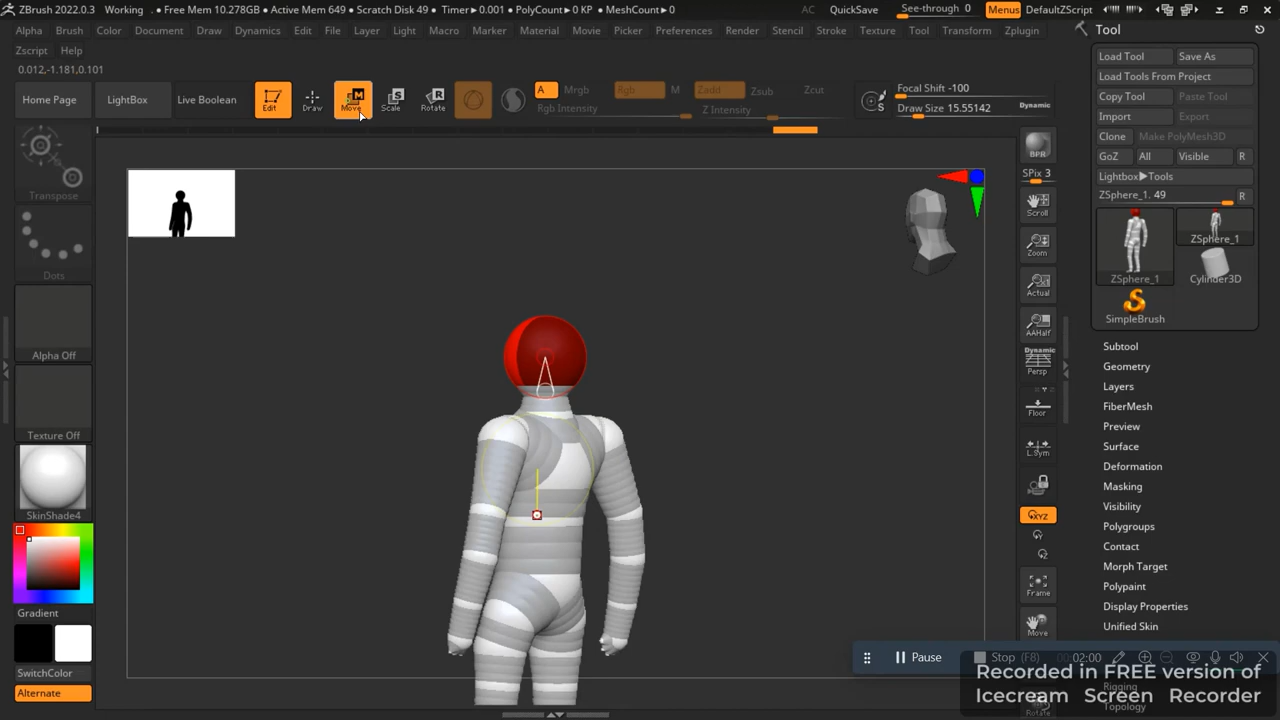 ZBrush 2022.0.3 Working . • Free Mem 10.278GB • Active Mem 649 • Scratch Disk 49 • Timer▶0.001 • PolyCount▶0 KP • MeshCount▶0 AC QuickSave See-through 0 Menus DefaultZScript
Alpha Brush Color Document Draw Dynamics Edit File Layer Light Macro Marker Material Movie Picker Preferences Render Stencil Stroke Texture Tool Transform Zplugin
Zscript Help
0.012,-1.181,0.101
Home Page LightBox Live Boolean Edit Draw Move Scale Rotate A Mrgb Rgb M Zadd Zsub Zcut Focal Shift -100
Rgb Intensity Z Intensity S Draw Size 15.55142 Dynamic
Transpose
Dots
Alpha Off
Texture Off
SkinShade4
Gradient
SwitchColor
Alternate
BPR
SPix 3
Scroll
Zoom
Actual
AAHalf
Dynamic
Persp
Floor
L.Sym
XYZ
Y
Z
Frame
Move
Rotate
Tool
Load Tool Save As
Load Tools From Project
Copy Tool Paste Tool
Import Export
Clone Make PolyMesh3D
GoZ All Visible R
Lightbox▶Tools
ZSphere_1. 49 R
ZSphere_1
ZSphere_1 Cylinder3D
SimpleBrush
Subtool
Geometry
Layers
FiberMesh
Preview
Surface
Deformation
Masking
Visibility
Polygroups
Contact
Morph Target
Polypaint
Display Properties
Unified Skin
Rigging
Topology
Pause Stop (F8) 00:02:00
Recorded in FREE version of
Icecream Screen Recorder